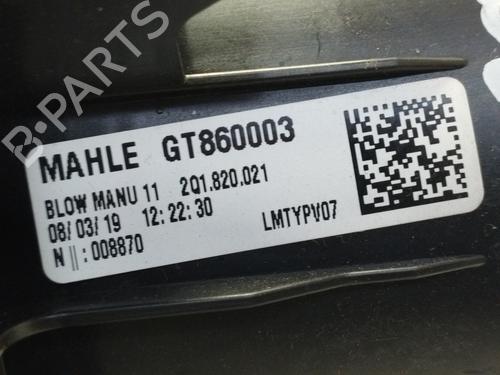 B-PARTS
MAHLE GT860003
BLOW MANU 11 2Q1.820.021
08/03/19 12:22:30
LMTYPV07
N||:008870